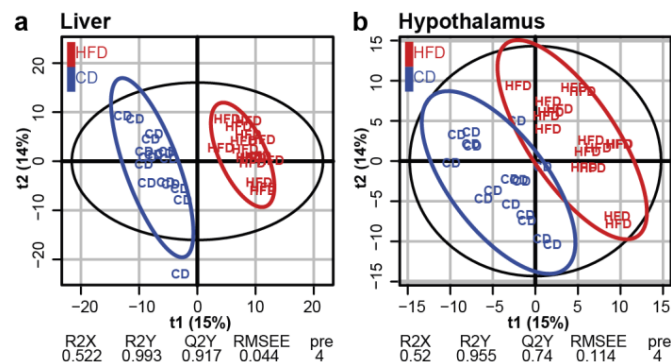 a Liver
HFD
CD
t2 (14%)
20
10
0
−10
−20
−20 −10 0 10 20
t1 (15%)
R2X R2Y Q2Y RMSEE pre
0.522 0.993 0.917 0.044 4
b Hypothalamus
HFD
CD
t2 (14%)
15
10
5
0
−5
−10
−15
−15 −10 −5 0 5 10 15
t1 (15%)
R2X R2Y Q2Y RMSEE pre
0.52 0.955 0.74 0.114 4